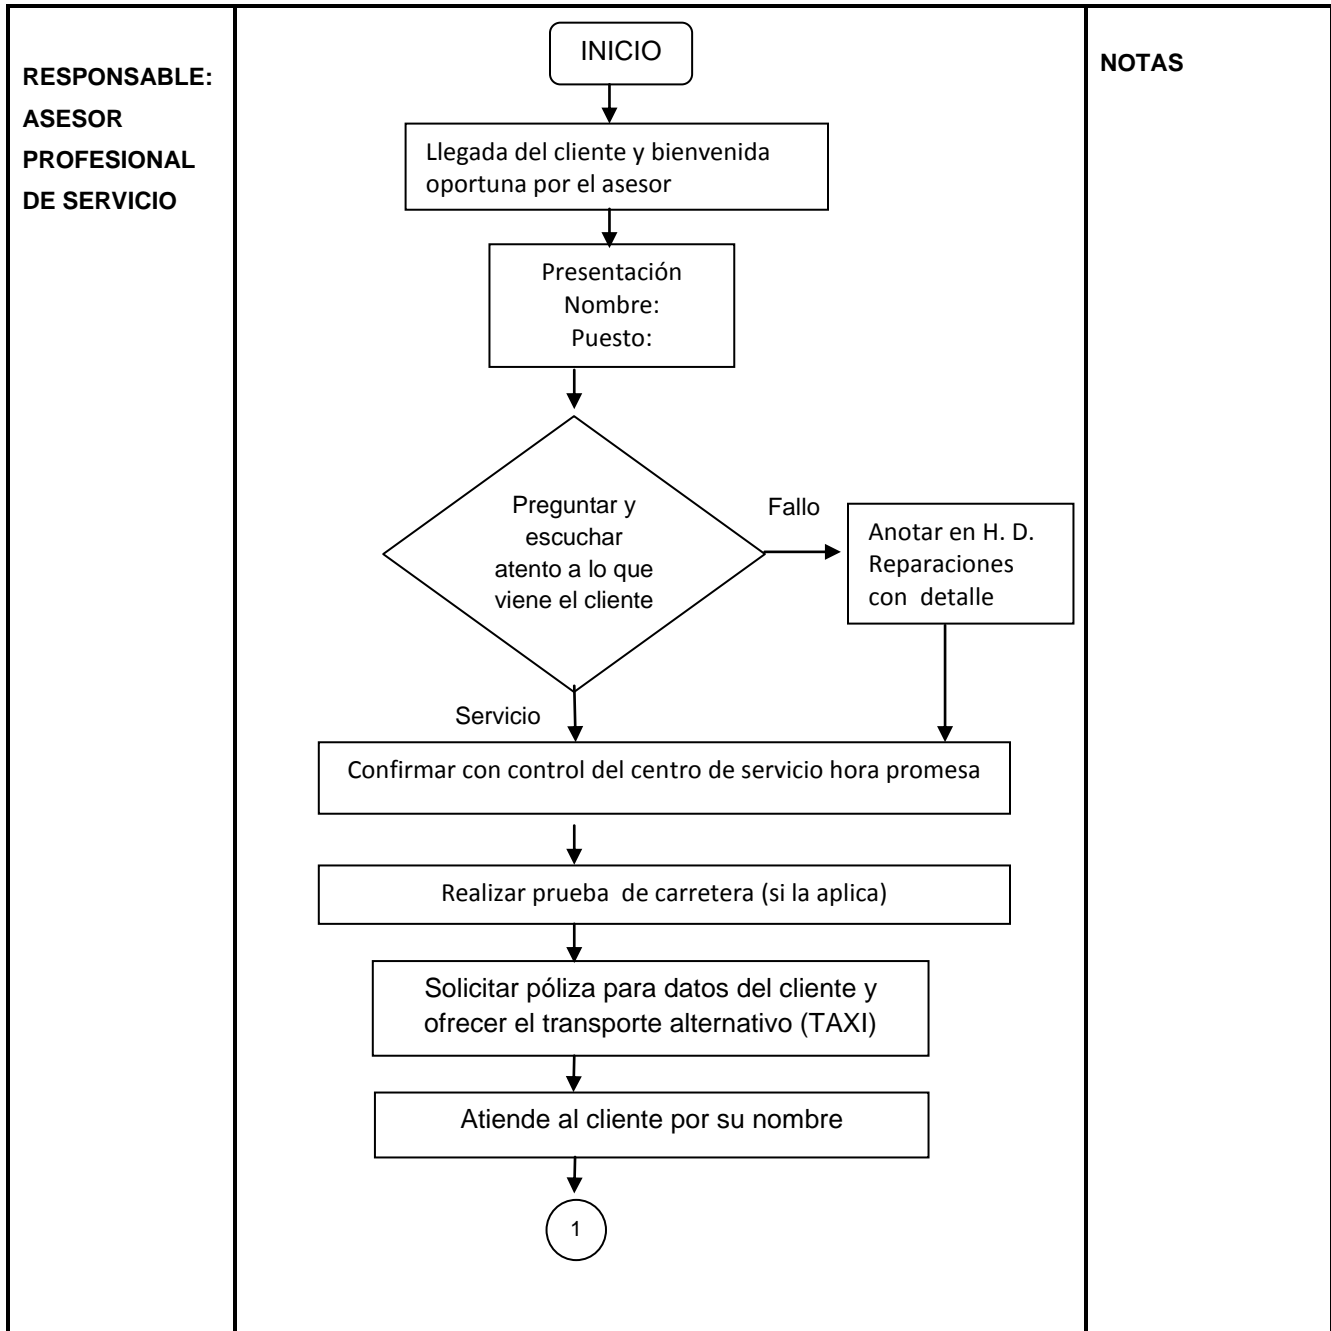 RESPONSABLE:
ASESOR
PROFESIONAL
DE SERVICIO
INICIO
Llegada del cliente y bienvenida
oportuna por el asesor
Presentación
Nombre:
Puesto:
Preguntar y
escuchar
atento a lo que
viene el cliente
Fallo
Anotar en H. D.
Reparaciones
con detalle
Servicio
Confirmar con control del centro de servicio hora promesa
Realizar prueba de carretera (si la aplica)
Solicitar póliza para datos del cliente y
ofrecer el transporte alternativo (TAXI)
Atiende al cliente por su nombre
1
NOTAS